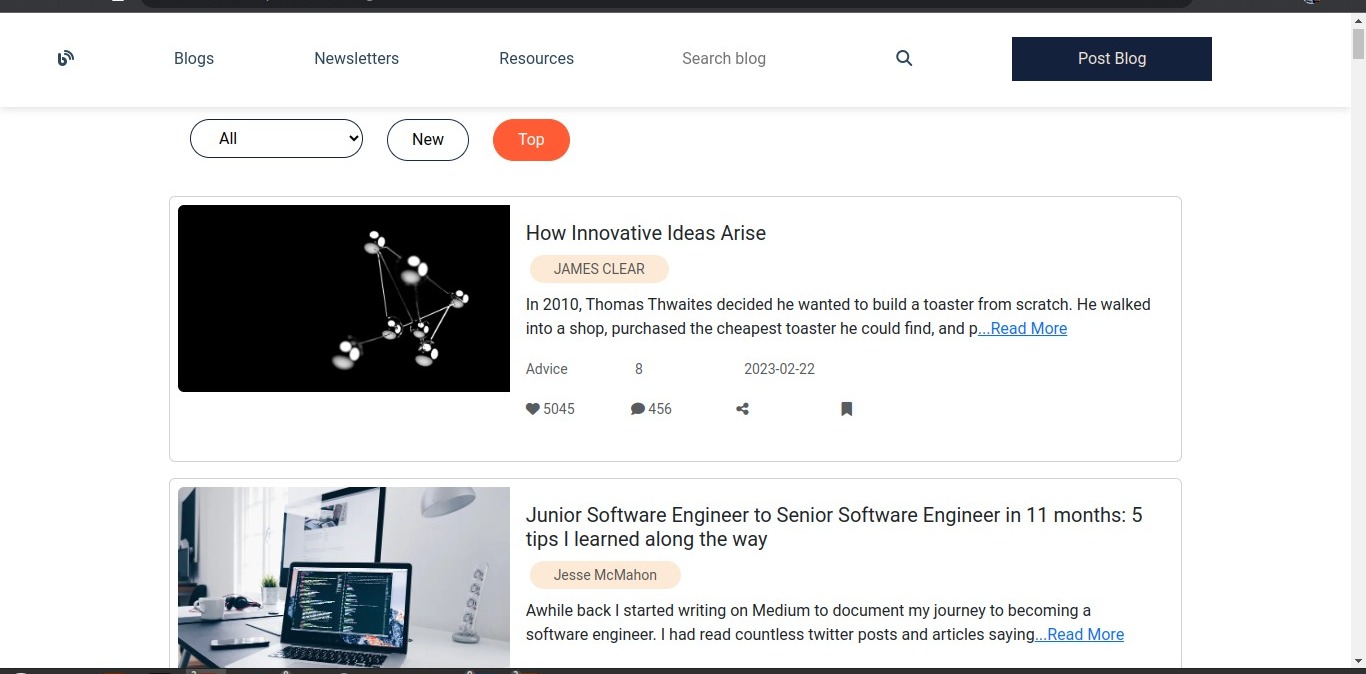 Blogs Newsletters Resources Search blog Post Blog
All New Top
How Innovative Ideas Arise
JAMES CLEAR
In 2010, Thomas Thwaites decided he wanted to build a toaster from scratch. He walked
into a shop, purchased the cheapest toaster he could find, and p...Read More
Advice 8 2023-02-22
5045 456
Junior Software Engineer to Senior Software Engineer in 11 months: 5
tips I learned along the way
Jesse McMahon
Awhile back I started writing on Medium to document my journey to becoming a
software engineer. I had read countless twitter posts and articles saying...Read More